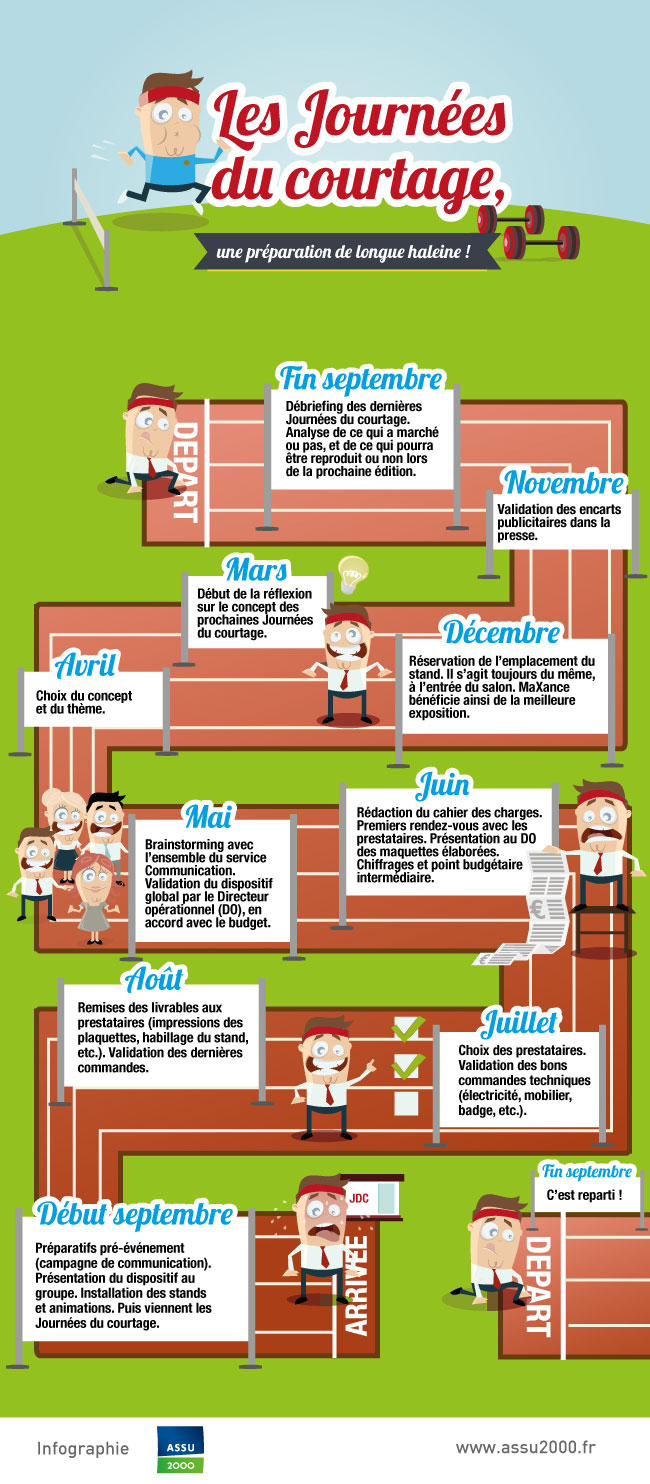 Les Journées
du courtage,
une préparation de longue haleine !
Fin septembre
DEPART
Débriefing des dernières
Journées du courtage.
Analyse de ce qui a marché
ou pas, et de ce qui pourra
être reproduit ou non lors
de la prochaine édition.
Novembre
Validation des encarts
publicitaires dans la
presse.
Décembre
Réservation de l'emplacement du
stand. Il s'agit toujours du même,
à l'entrée du salon. MaXance
bénéficie ainsi de la meilleure
exposition.
Mars
Début de la réflexion
sur le concept des
prochaines Journées
du courtage.
Avril
Choix du concept
et du thème.
Mai
Brainstorming avec
l'ensemble du service
Communication.
Validation du dispositif
global par le Directeur
opérationnel (DO), en
accord avec le budget.
Juin
Rédaction du cahier des charges.
Premiers rendez-vous avec les
prestataires. Présentation au DO
des maquettes élaborées.
Chiffrages et point budgétaire
intermédiaire.
€
€
Juillet
Choix des prestataires.
Validation des bons
commandes techniques
(électricité, mobilier,
badge, etc.).
Août
Remises des livrables aux
prestataires (impressions des
plaquettes, habillage du stand,
etc.). Validation des dernières
commandes.
Début septembre
Préparatifs pré-événement
(campagne de communication).
Présentation du dispositif au
groupe. Installation des stands
et animations. Puis viennent les
Journées du courtage.
JDC
ARRIVÉE
Fin septembre
C'est reparti !
DEPART
Infographie
ASSU
2000
www.assu2000.fr